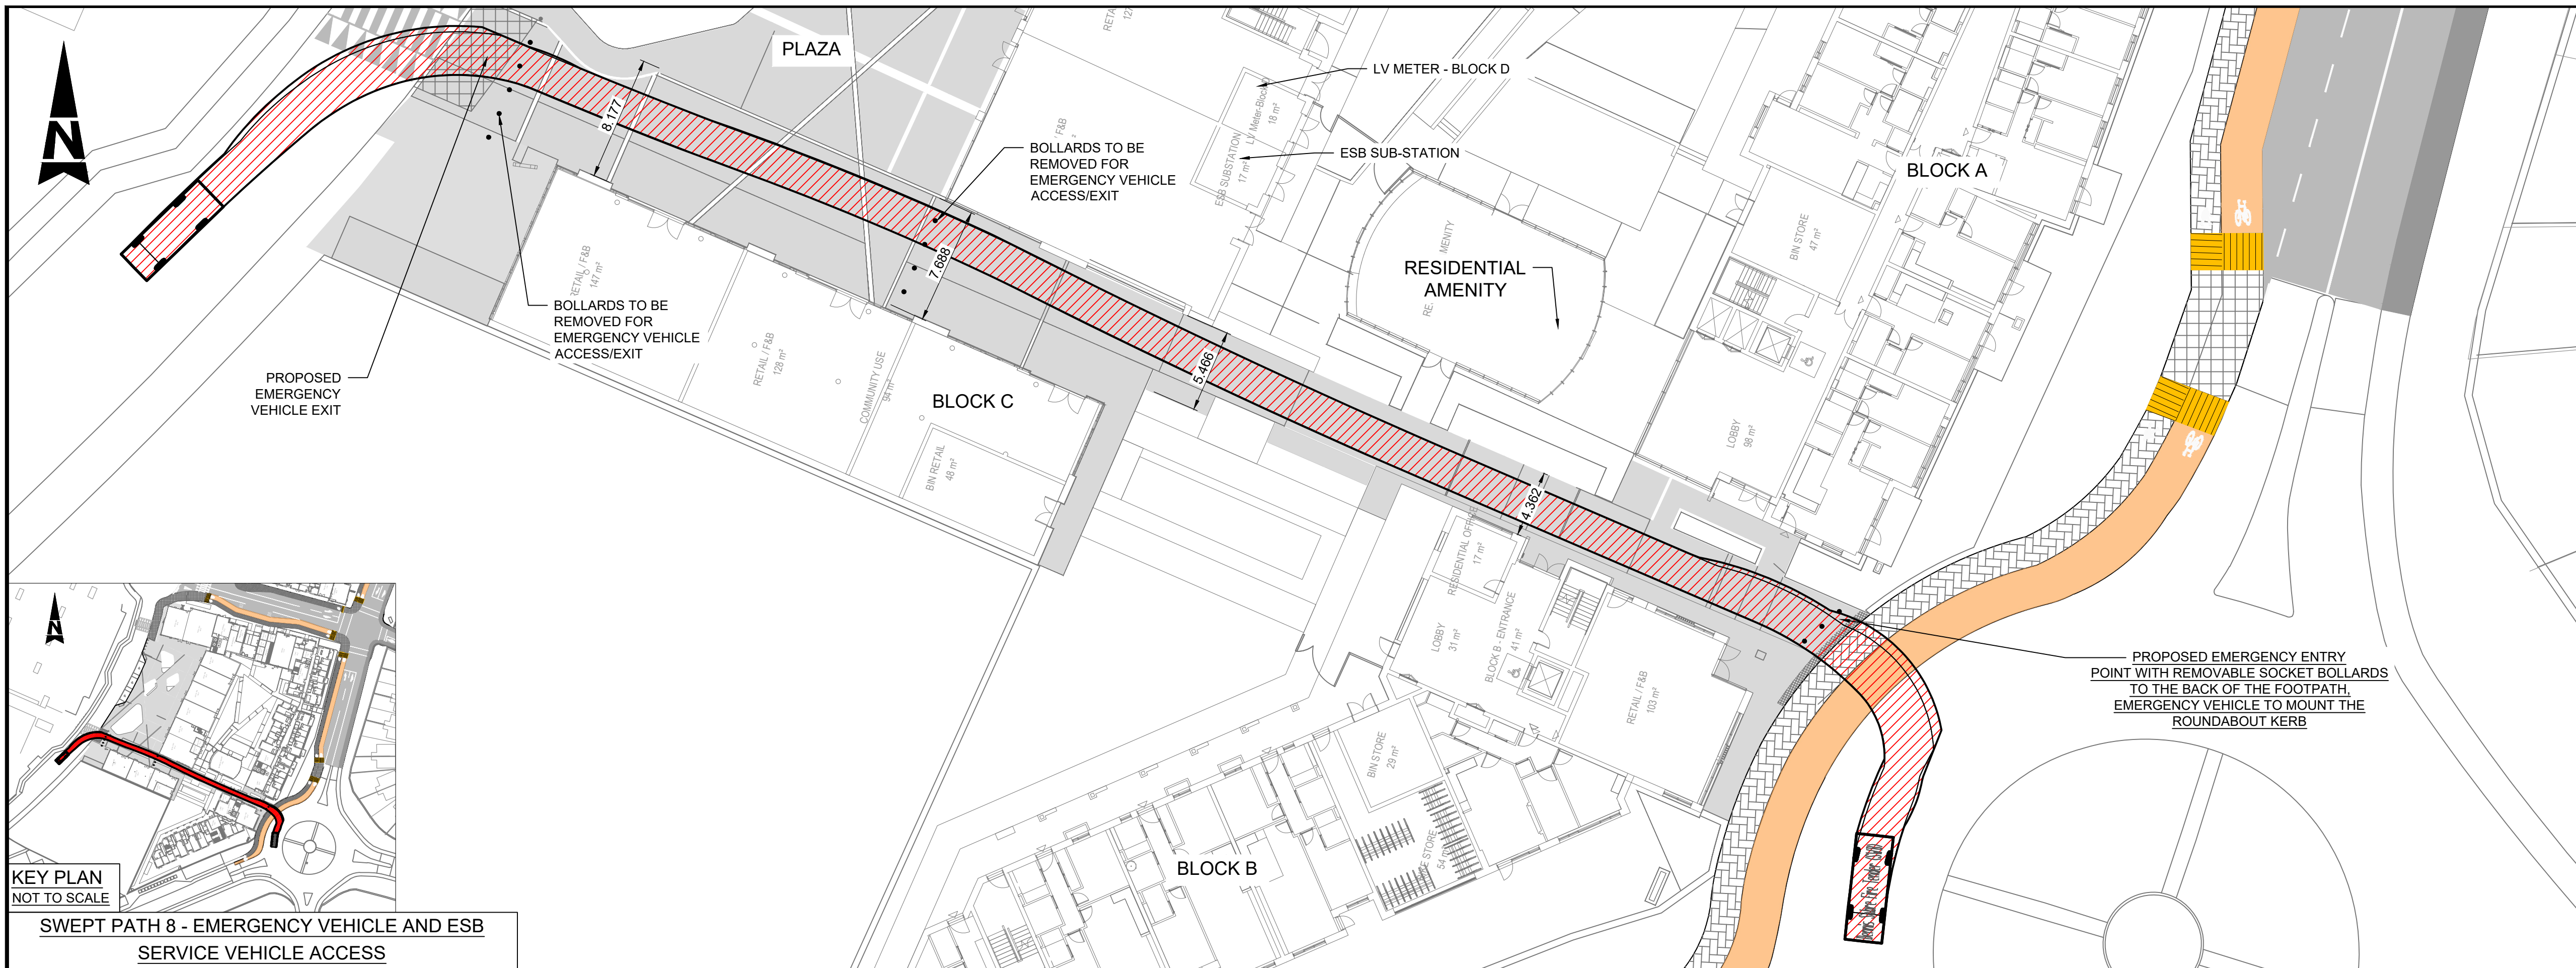 N
PLAZA
8.177
LV METER - BLOCK D
LV Meter-Block
18 m²
ESB SUBSTATION
17 m²
ESB SUB-STATION
BOLLARDS TO BE
REMOVED FOR
EMERGENCY VEHICLE
ACCESS/EXIT
F&B
BLOCK A
BIN STORE
47 m²
RESIDENTIAL
AMENITY
MENITY
7.688
RETAIL / F&B
147 m²
BOLLARDS TO BE
REMOVED FOR
EMERGENCY VEHICLE
ACCESS/EXIT
PROPOSED
EMERGENCY
VEHICLE EXIT
RETAIL / F&B
128 m²
COMMUNITY USE
94 m²
BLOCK C
BIN RETAIL
48 m²
5.466
4.362
LOBBY
98 m²
RESIDENTIAL OFFICE
17 m²
LOBBY
31 m²
BLOCK B - ENTRANCE
41 m²
RETAIL / F&B
103 m²
PROPOSED EMERGENCY ENTRY
POINT WITH REMOVABLE SOCKET BOLLARDS
TO THE BACK OF THE FOOTPATH,
EMERGENCY VEHICLE TO MOUNT THE
ROUNDABOUT KERB
BIN STORE
29 m²
STORE
54 m²
BLOCK B
N
KEY PLAN
NOT TO SCALE
SWEPT PATH 8 - EMERGENCY VEHICLE AND ESB
SERVICE VEHICLE ACCESS